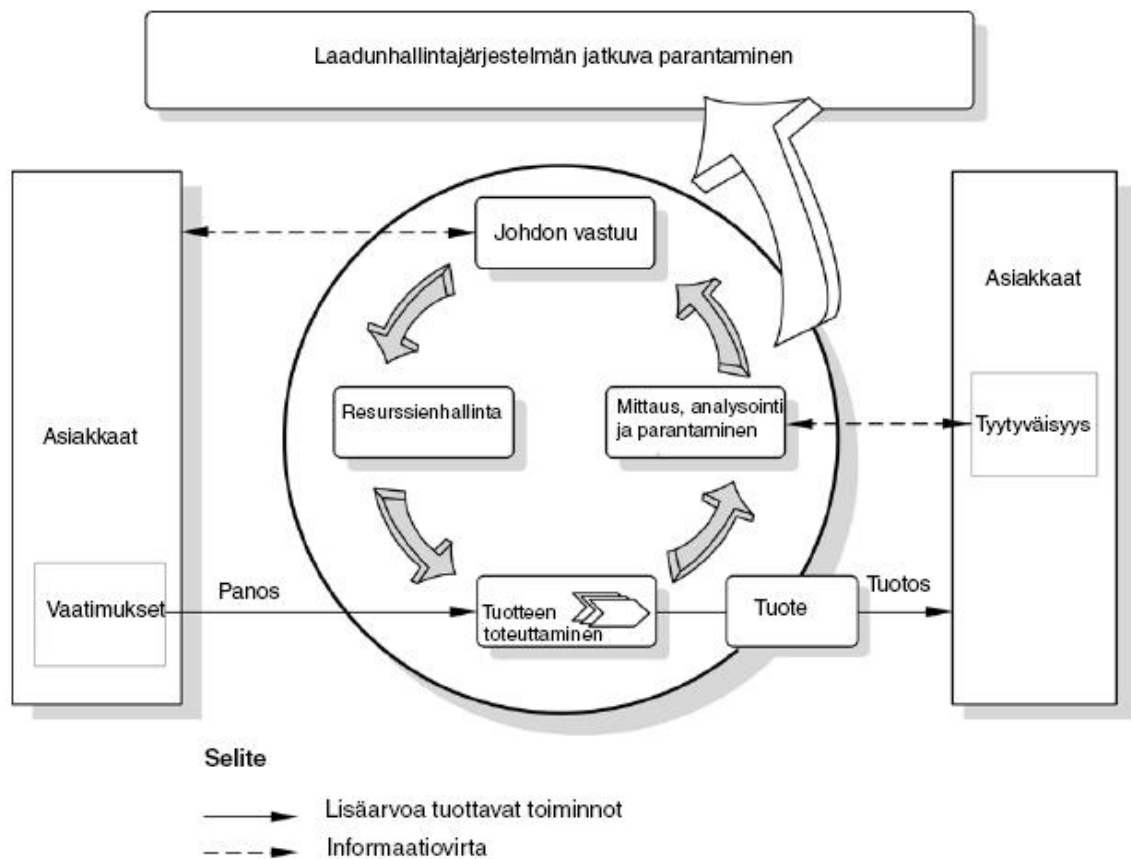 Laadunhallintajärjestelmän jatkuva parantaminen
Johdon vastuu
Asiakkaat
Resurssienhallinta
Mittaus, analysointi
ja parantaminen
Tyytyväisyys
Asiakkaat
Vaatimukset
Panos
Tuotteen
toteuttaminen
Tuote
Tuotos
Selite
Lisäarvoa tuottavat toiminnot
Informaatiovirta